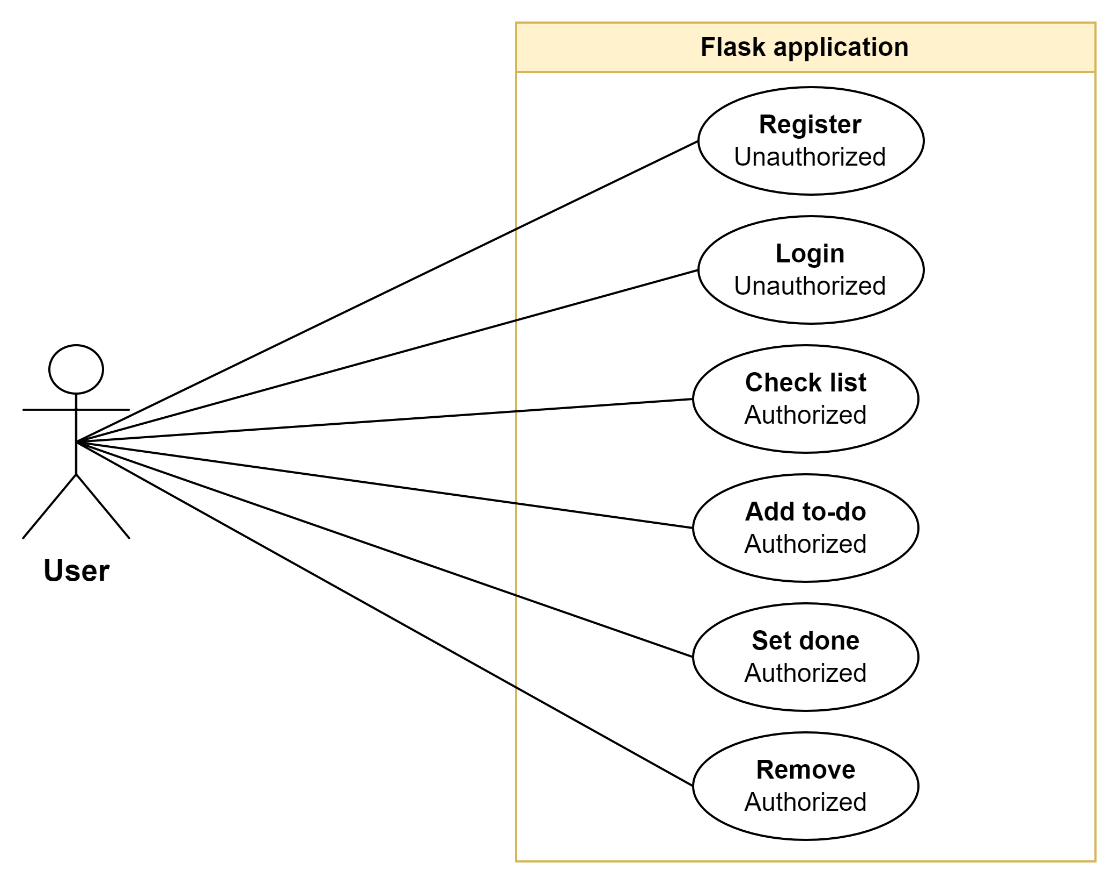 Flask application
Register
Unauthorized
Login
Unauthorized
Check list
Authorized
Add to-do
Authorized
Set done
Authorized
Remove
Authorized
User